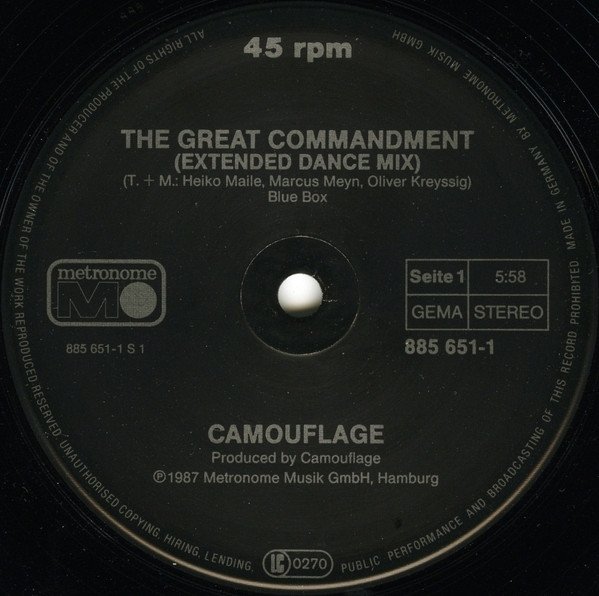 45 rpm
THE GREAT COMMANDMENT
(EXTENDED DANCE MIX)
(T. + M.: Heiko Maile, Marcus Meyn, Oliver Kreyssig)
Blue Box
metronome
M
885 651-1 S 1
Seite 1 5:58
GEMA STEREO
885 651-1
CAMOUFLAGE
Produced by Camouflage
℗1987 Metronome Musik GmbH, Hamburg
ALL RIGHTS OF THE PRODUCER AND OF THE OWNER OF THE WORK REPRODUCED RESERVED. UNAUTHORISED COPYING, HIRING, LENDING, PUBLIC PERFORMANCE AND BROADCASTING OF THIS RECORD PROHIBITED MADE IN GERMANY BY METRONOME MUSIK GMBH
LC 0270